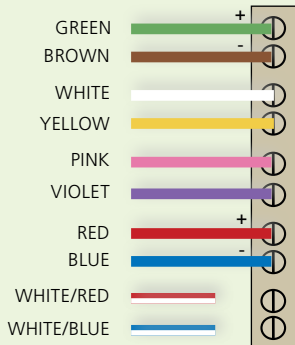 +
GREEN
-
BROWN
WHITE
YELLOW
PINK
VIOLET
+
RED
-
BLUE
WHITE/RED
WHITE/BLUE